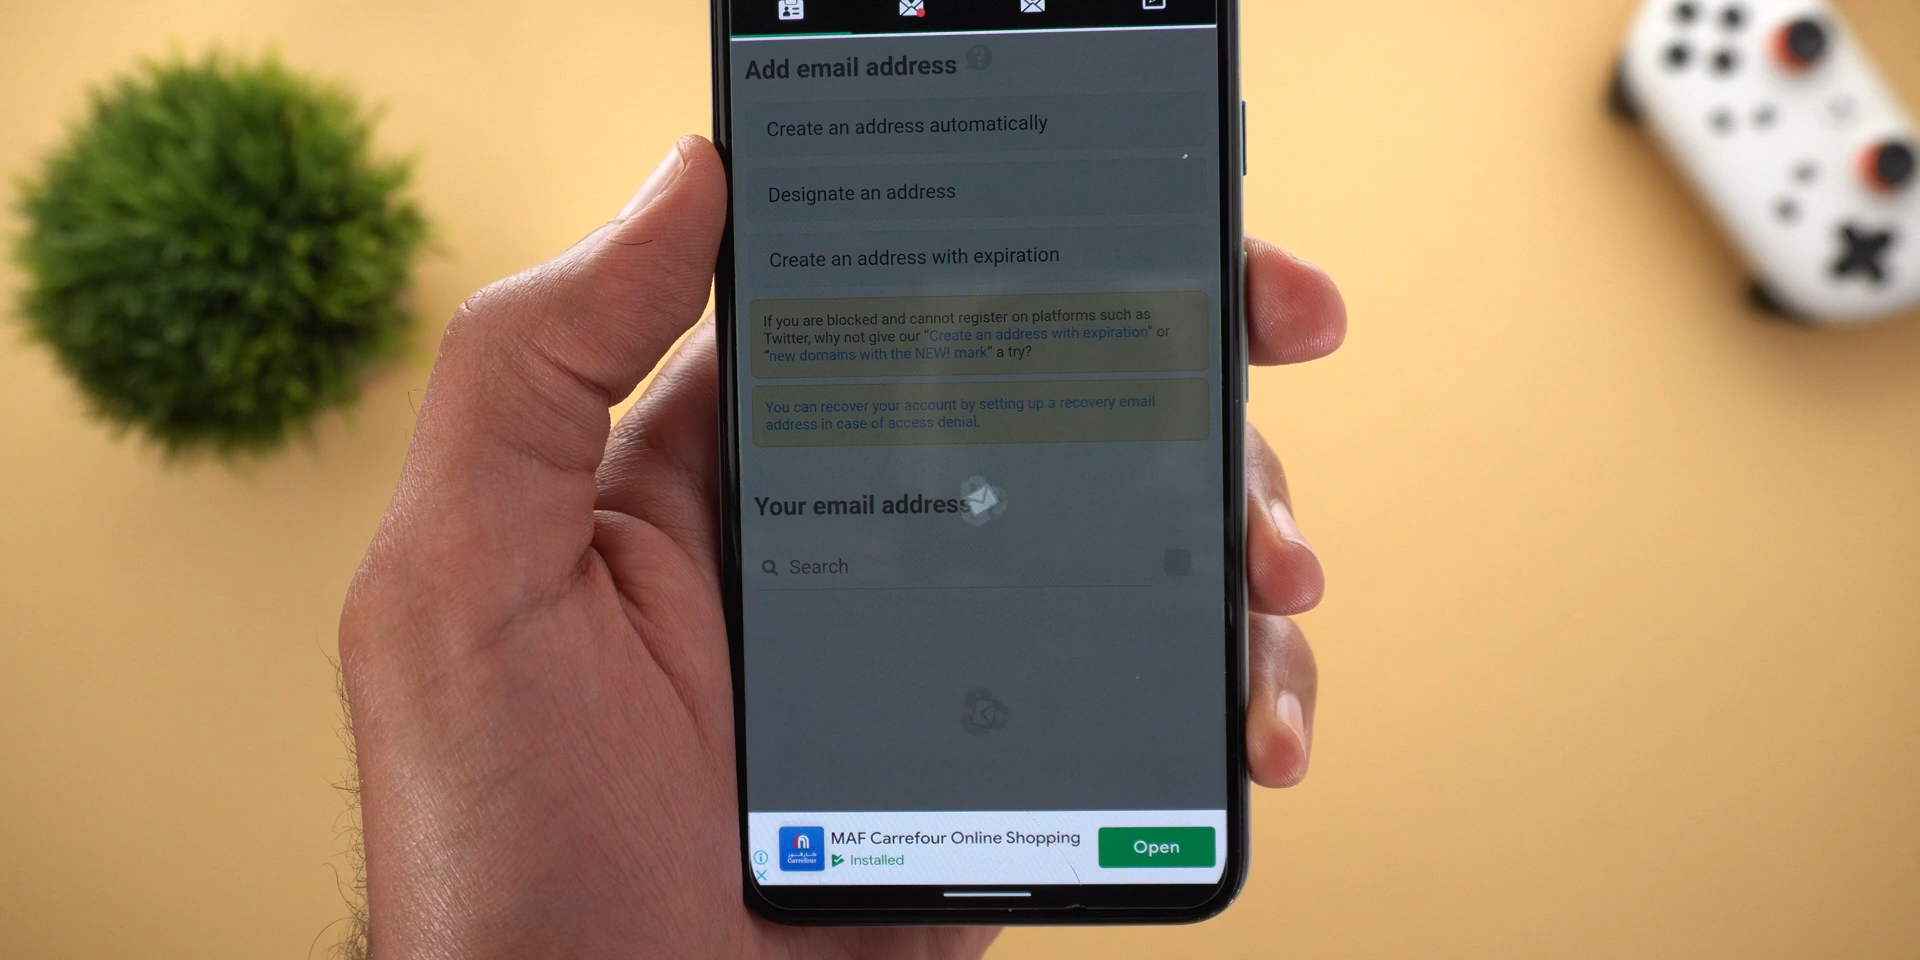 Add email address ?
Create an address automatically
Designate an address
Create an address with expiration
If you are blocked and cannot register on platforms such as
Twitter, why not give our “Create an address with expiration” or
“new domains with the NEW! mark” a try?
You can recover your account by setting up a recovery email
address in case of access denial.
Your email address
Search
MAF Carrefour Online Shopping
Installed
Open
كارفور
Carrefour